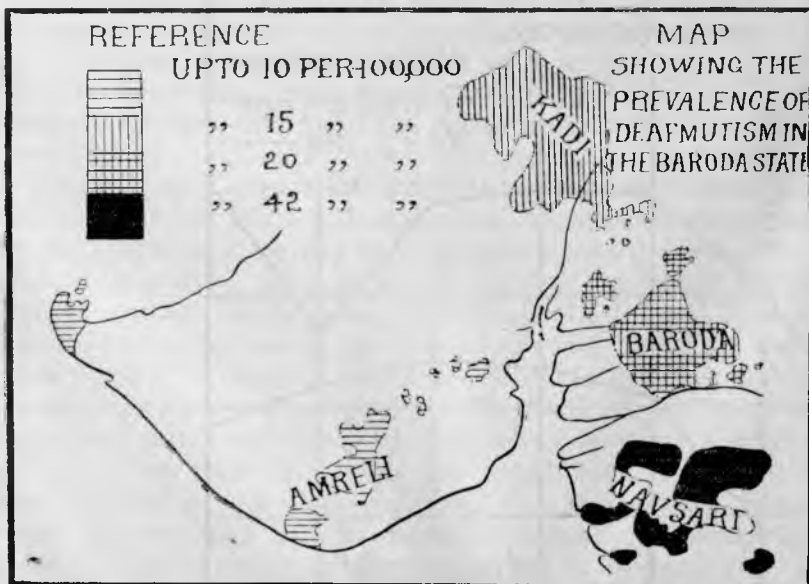 REFERENCE
UPTO 10 PER 100,000
,, 15 ,, ,,
,, 20 ,, ,,
,, 42 ,, ,,
MAP
SHOWING THE
PREVALENCE OF
DEAFMUTISM IN
THE BARODA STATE
KADI
BARODA
AMRELI
NAVSARI